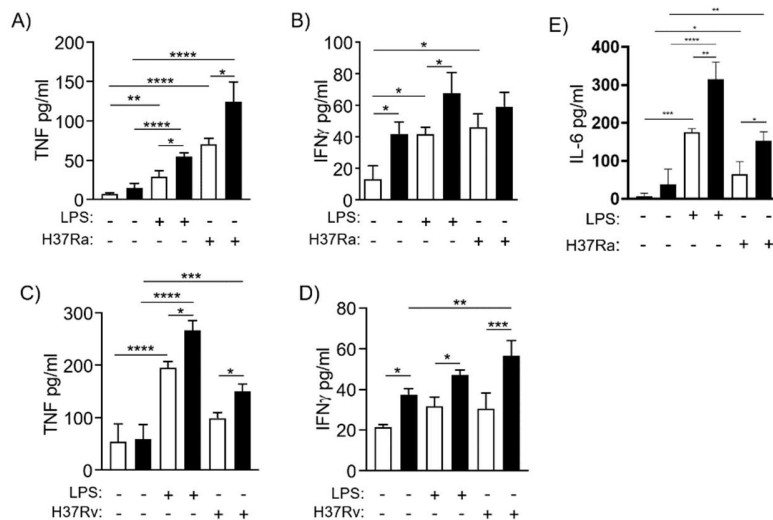 A)
TNF pg/ml
200
150
100
50
0
**** 
**** *
**
****
*
LPS: - - + + - -
H37Ra: - - - - + +
B)
IFNγ pg/ml
100
80
60
40
20
0
*
*
* *
LPS: - - + + - -
H37Ra: - - - - + +
E)
IL-6 pg/ml
400
300
200
100
0
**
*
****
**
***
*
LPS: - - + + - -
H37Ra: - - - - + +
C)
TNF pg/ml
300
200
100
0
***
****
*
****
*
LPS: - - + + - -
H37Rv: - - - - + +
D)
IFNγ pg/ml
80
60
40
20
0
**
***
* *
LPS: - - + + - -
H37Rv: - - - - + +